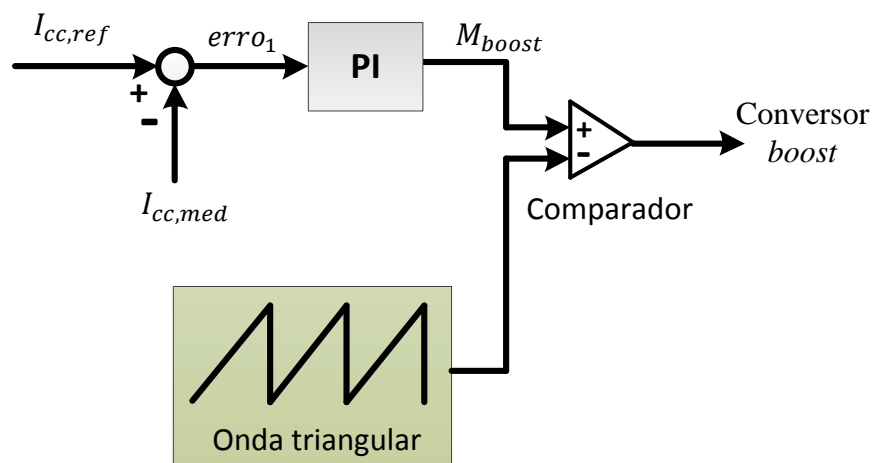 I_{cc,ref}
erro_1
PI
M_{boost}
+
-
I_{cc,med}
+
-
Comparador
Conversor
boost
Onda triangular